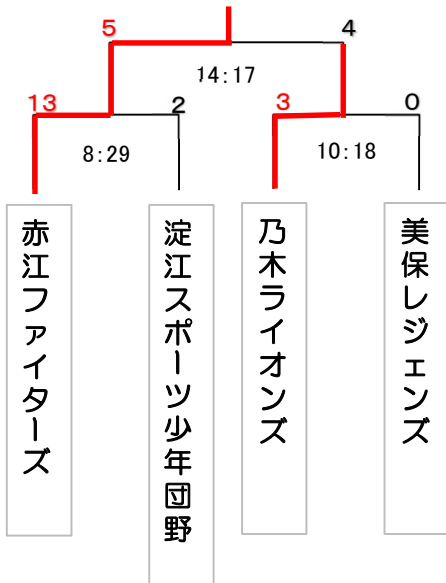 5 4
14:17
13 2 3 0
8:29 10:18
赤江ファイターズ
淀江スポーツ少年団野
乃木ライオンズ
美保レジェンズ